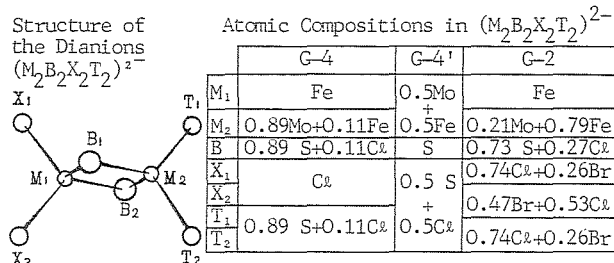 Structure of
the Dianions
(M₂B₂X₂T₂)²⁻
X₁
T₁
B₁
M₁
M₂
B₂
X₂
T₂
Atomic Compositions in (M₂B₂X₂T₂)²⁻
G-4 G-4' G-2
M₁ Fe 0.5Mo + 0.5Fe Fe
M₂ 0.89Mo+0.11Fe 0.21Mo+0.79Fe
B 0.89 S+0.11Cℓ S 0.73 S+0.27Cℓ
X₁ Cℓ 0.5 S + 0.5Cℓ 0.74Cℓ+0.26Br
X₂ 0.47Br+0.53Cℓ
T₁ 0.89 S+0.11Cℓ
T₂ 0.74Cℓ+0.26Br